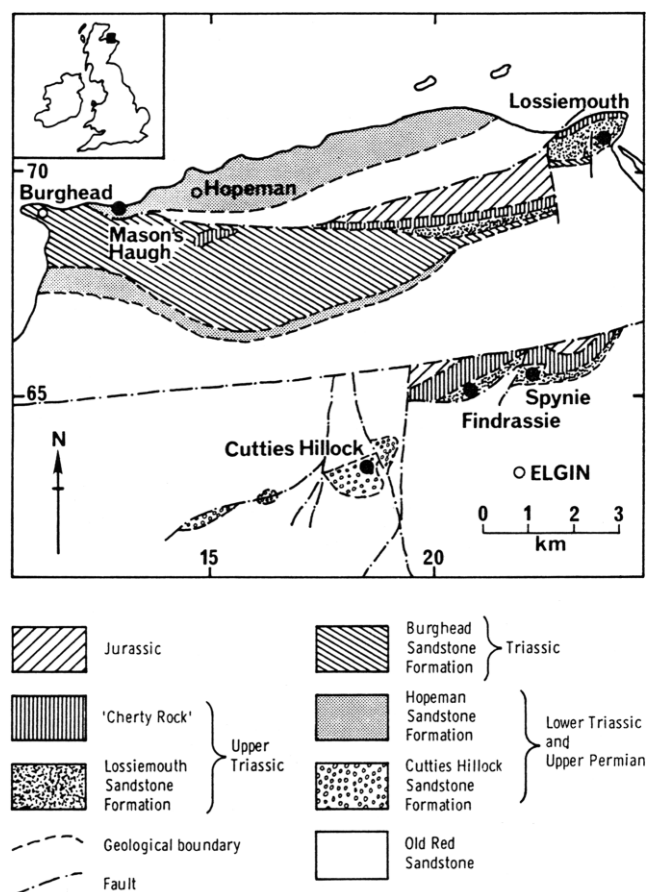 Lossiemouth
70
Burghead
Hopeman
Mason's
Haugh
65
Spynie
Findrassie
N
Cutties Hillock
ELGIN
0 1 2 3
km
15 20
Jurassic
'Cherty Rock'
Lossiemouth
Sandstone
Formation
Upper
Triassic
Geological boundary
Fault
Burghead
Sandstone
Formation
Triassic
Hopeman
Sandstone
Formation
Cutties Hillock
Sandstone
Formation
Lower Triassic
and
Upper Permian
Old Red
Sandstone